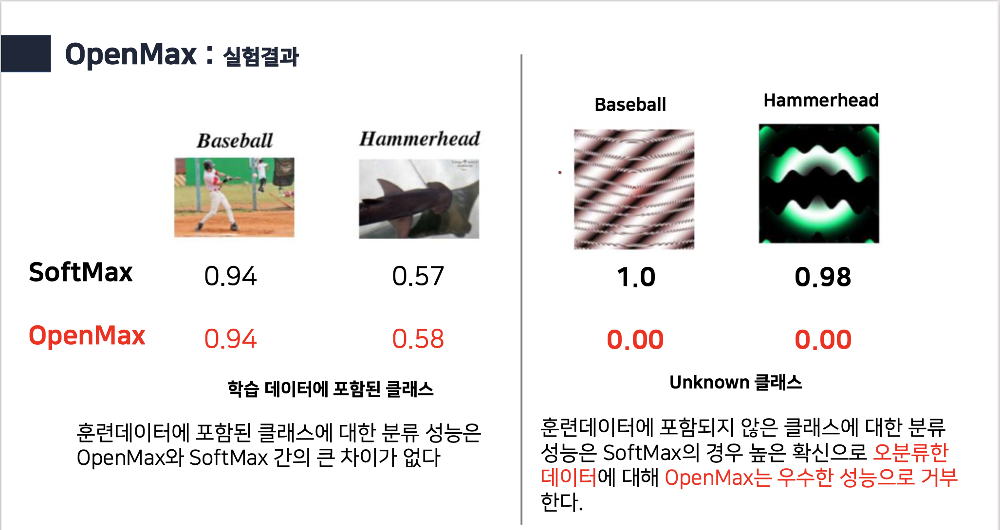 OpenMax : 실험결과
Baseball
Hammerhead
SoftMax 0.94 0.57
OpenMax 0.94 0.58
학습 데이터에 포함된 클래스
훈련데이터에 포함된 클래스에 대한 분류 성능은
OpenMax와 SoftMax 간의 큰 차이가 없다
Baseball
Hammerhead
1.0 0.98
0.00 0.00
Unknown 클래스
훈련데이터에 포함되지 않은 클래스에 대한 분류
성능은 SoftMax의 경우 높은 확신으로 오분류한
데이터에 대해 OpenMax는 우수한 성능으로 거부
한다.